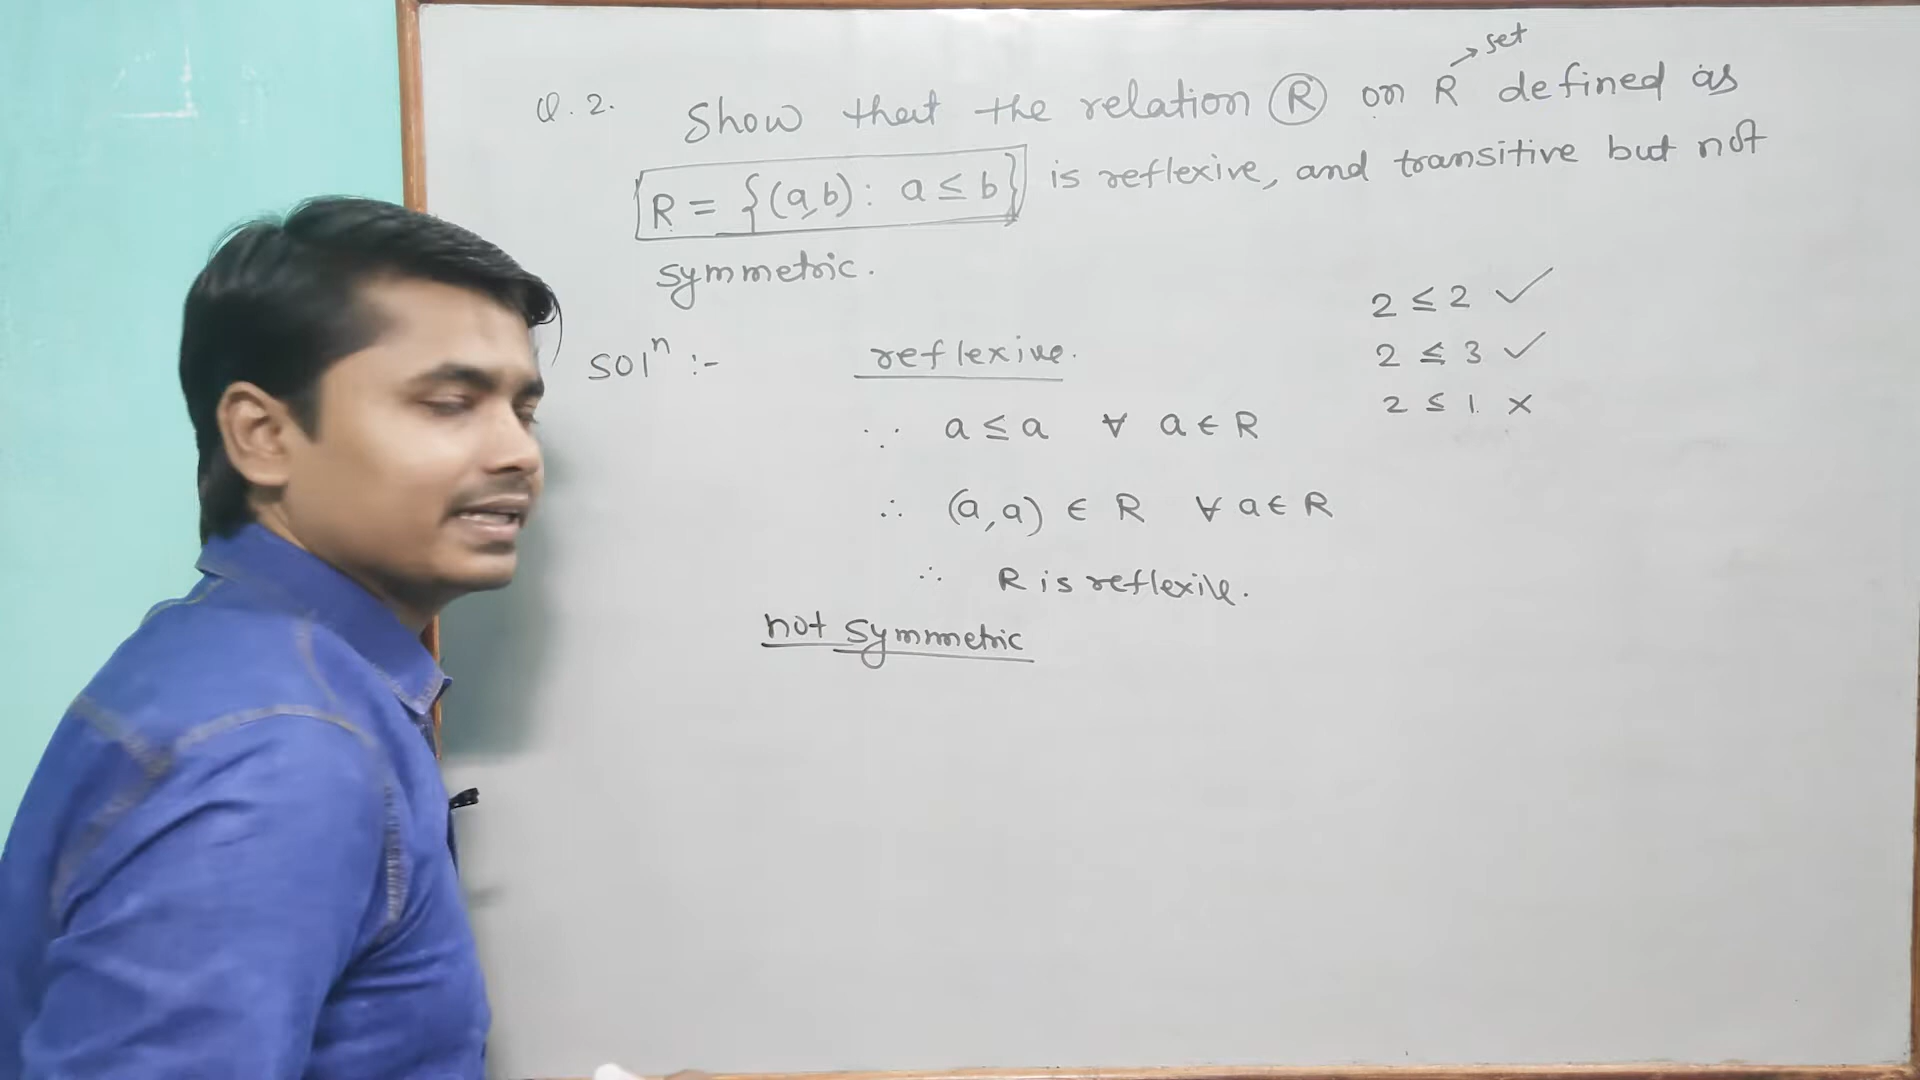 set
Q.2. Show that the relation R on R defined as
R = {(a,b) : a ≤ b} is reflexive, and transitive but not
symmetric.
2 ≤ 2 ✓
2 ≤ 3 ✓
2 ≤ 1. ×
Solⁿ :- reflexive.
∵ a ≤ a ∀ a ∈ R
∴ (a,a) ∈ R ∀ a ∈ R
∴ R is reflexive.
not symmetric